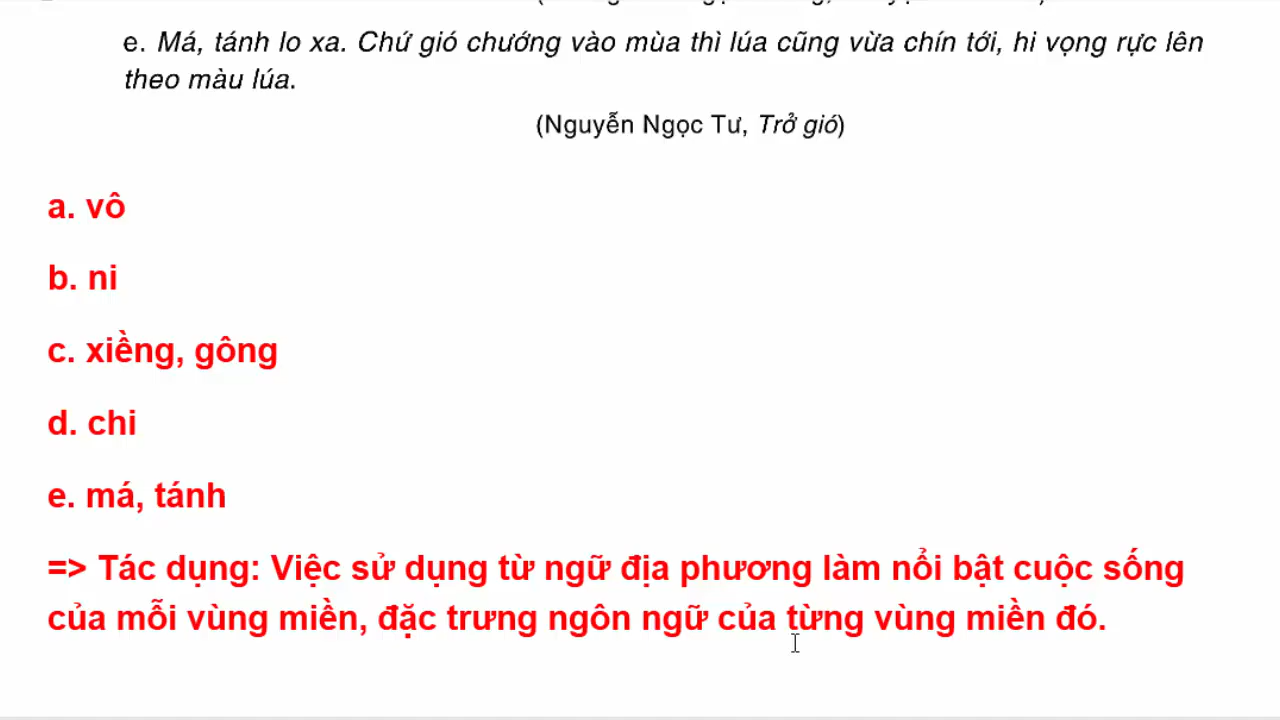 e. Má, tánh lo xa. Chứ gió chướng vào mùa thì lúa cũng vừa chín tới, hi vọng rực lên
theo màu lúa.
(Nguyễn Ngọc Tư, Trở gió)
a. vô
b. ni
c. xiềng, gông
d. chi
e. má, tánh
=> Tác dụng: Việc sử dụng từ ngữ địa phương làm nổi bật cuộc sống
của mỗi vùng miền, đặc trưng ngôn ngữ của từng vùng miền đó.